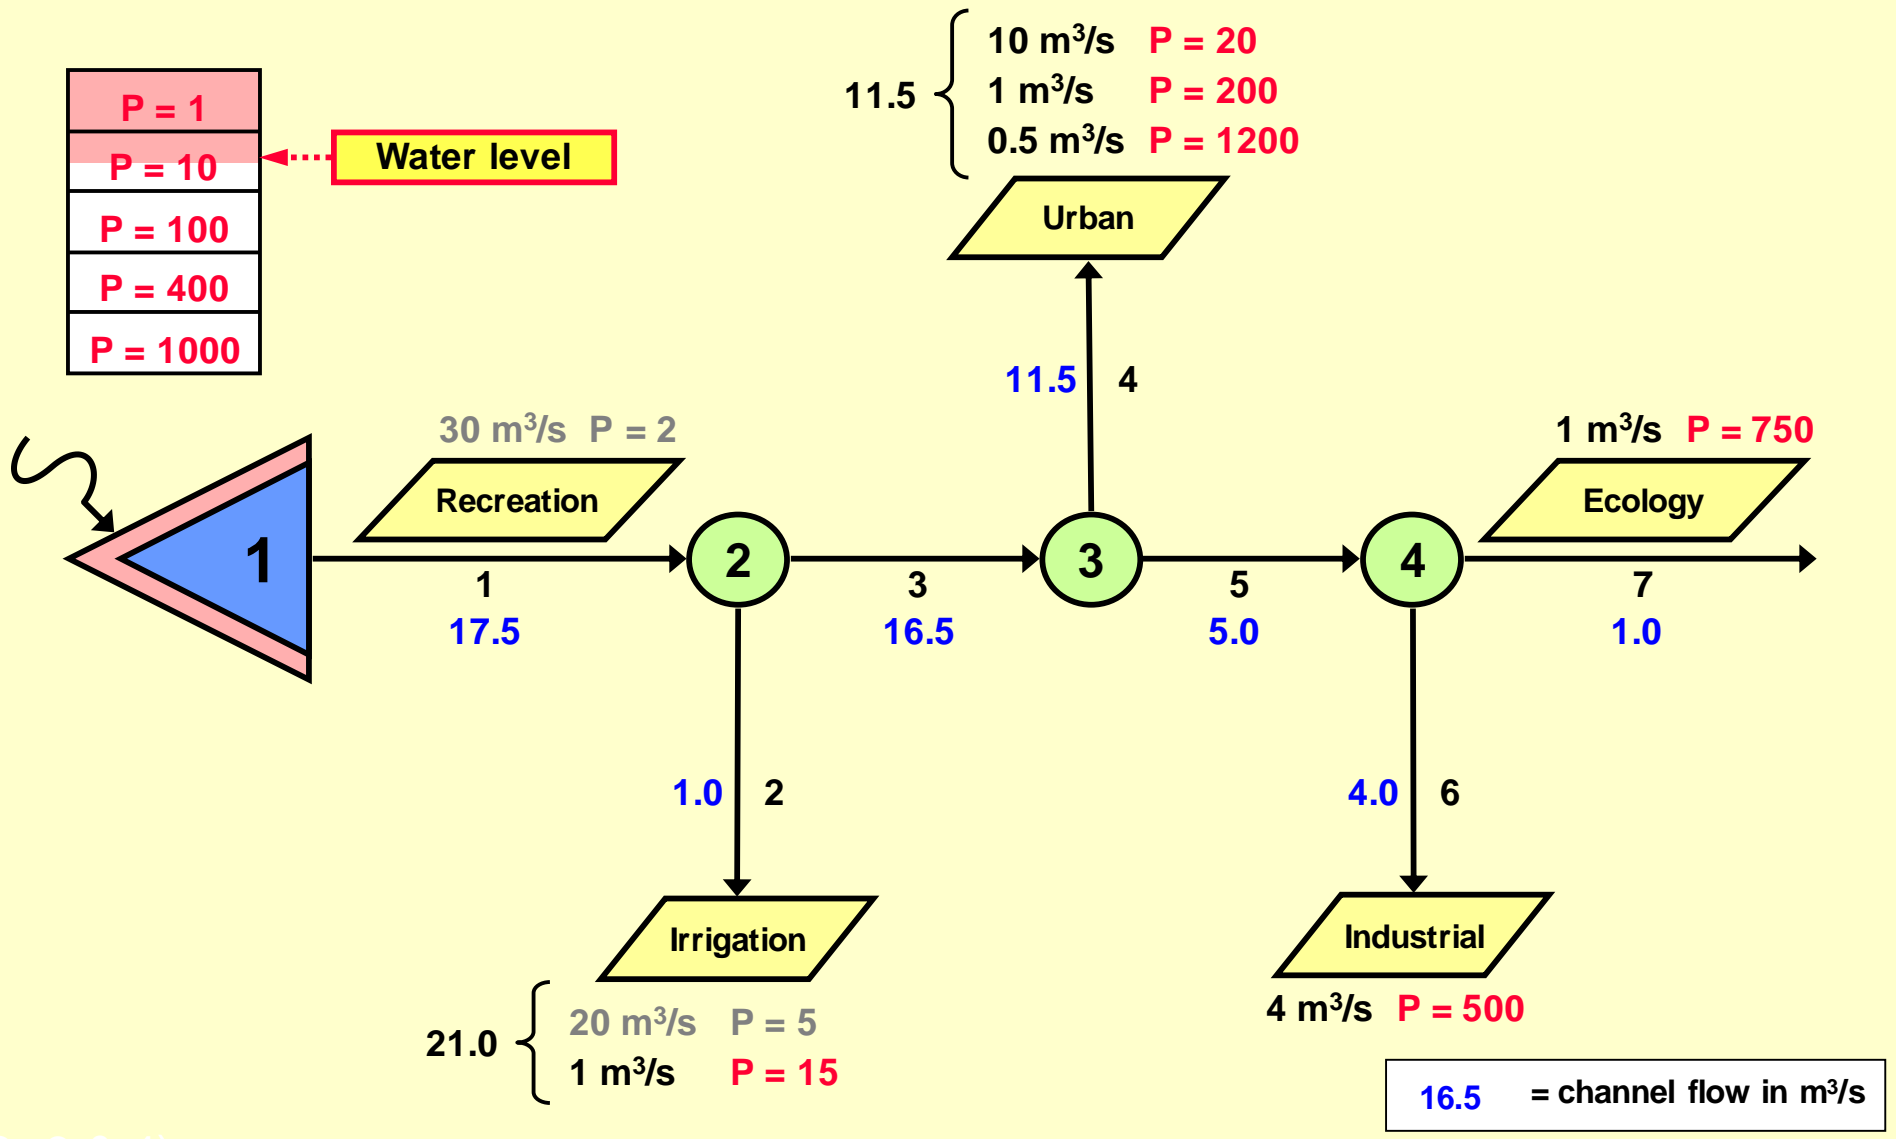 10 m³/s P = 20
11.5
1 m³/s P = 200
0.5 m³/s P = 1200
P = 1
P = 10
P = 100
P = 400
P = 1000
Water level
Urban
11.5 4
30 m³/s P = 2
Recreation
1 m³/s P = 750
Ecology
1
2
3
4
1
17.5
3
16.5
5
5.0
7
1.0
1.0 2
4.0 6
Irrigation
21.0
20 m³/s P = 5
1 m³/s P = 15
Industrial
4 m³/s P = 500
16.5 = channel flow in m³/s